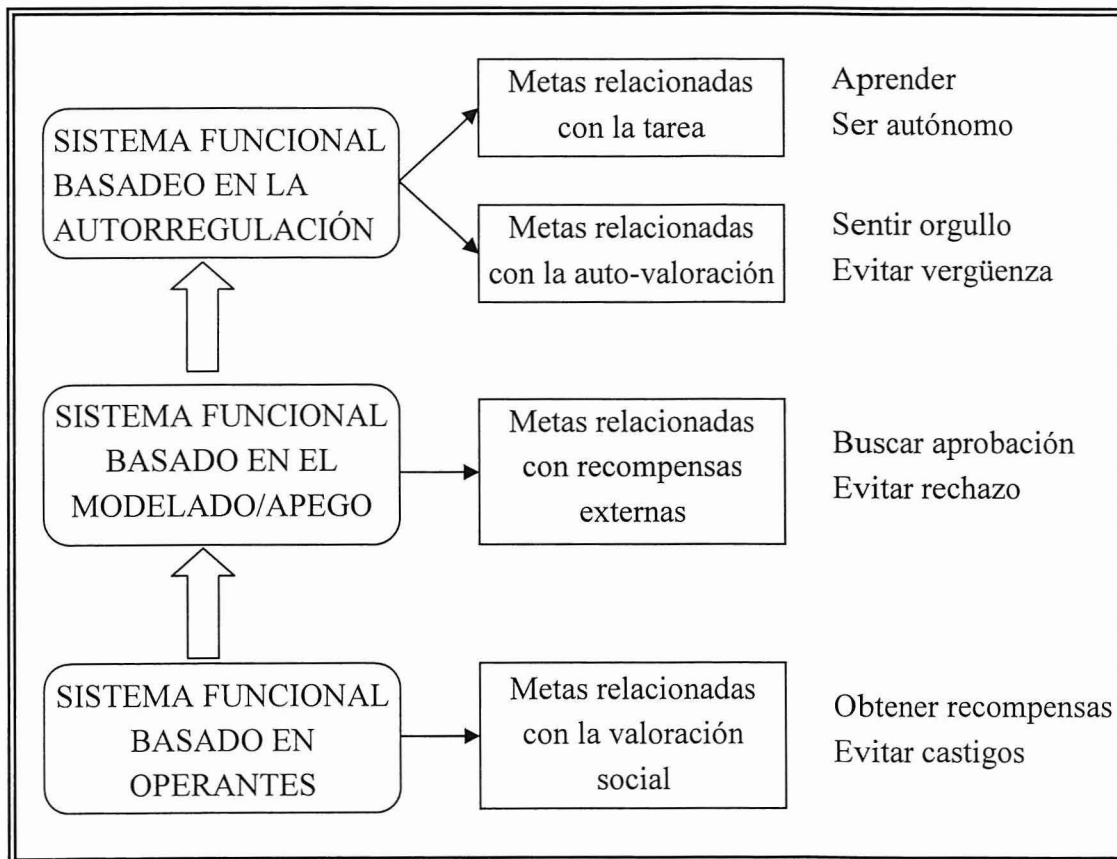 SISTEMA FUNCIONAL
BASADEO EN LA
AUTORREGULACIÓN
Metas relacionadas
con la tarea
Aprender
Ser autónomo
Metas relacionadas
con la auto-valoración
Sentir orgullo
Evitar vergüenza
SISTEMA FUNCIONAL
BASADO EN EL
MODELADO/APEGO
Metas relacionadas
con recompensas
externas
Buscar aprobación
Evitar rechazo
SISTEMA FUNCIONAL
BASADO EN
OPERANTES
Metas relacionadas
con la valoración
social
Obtener recompensas
Evitar castigos